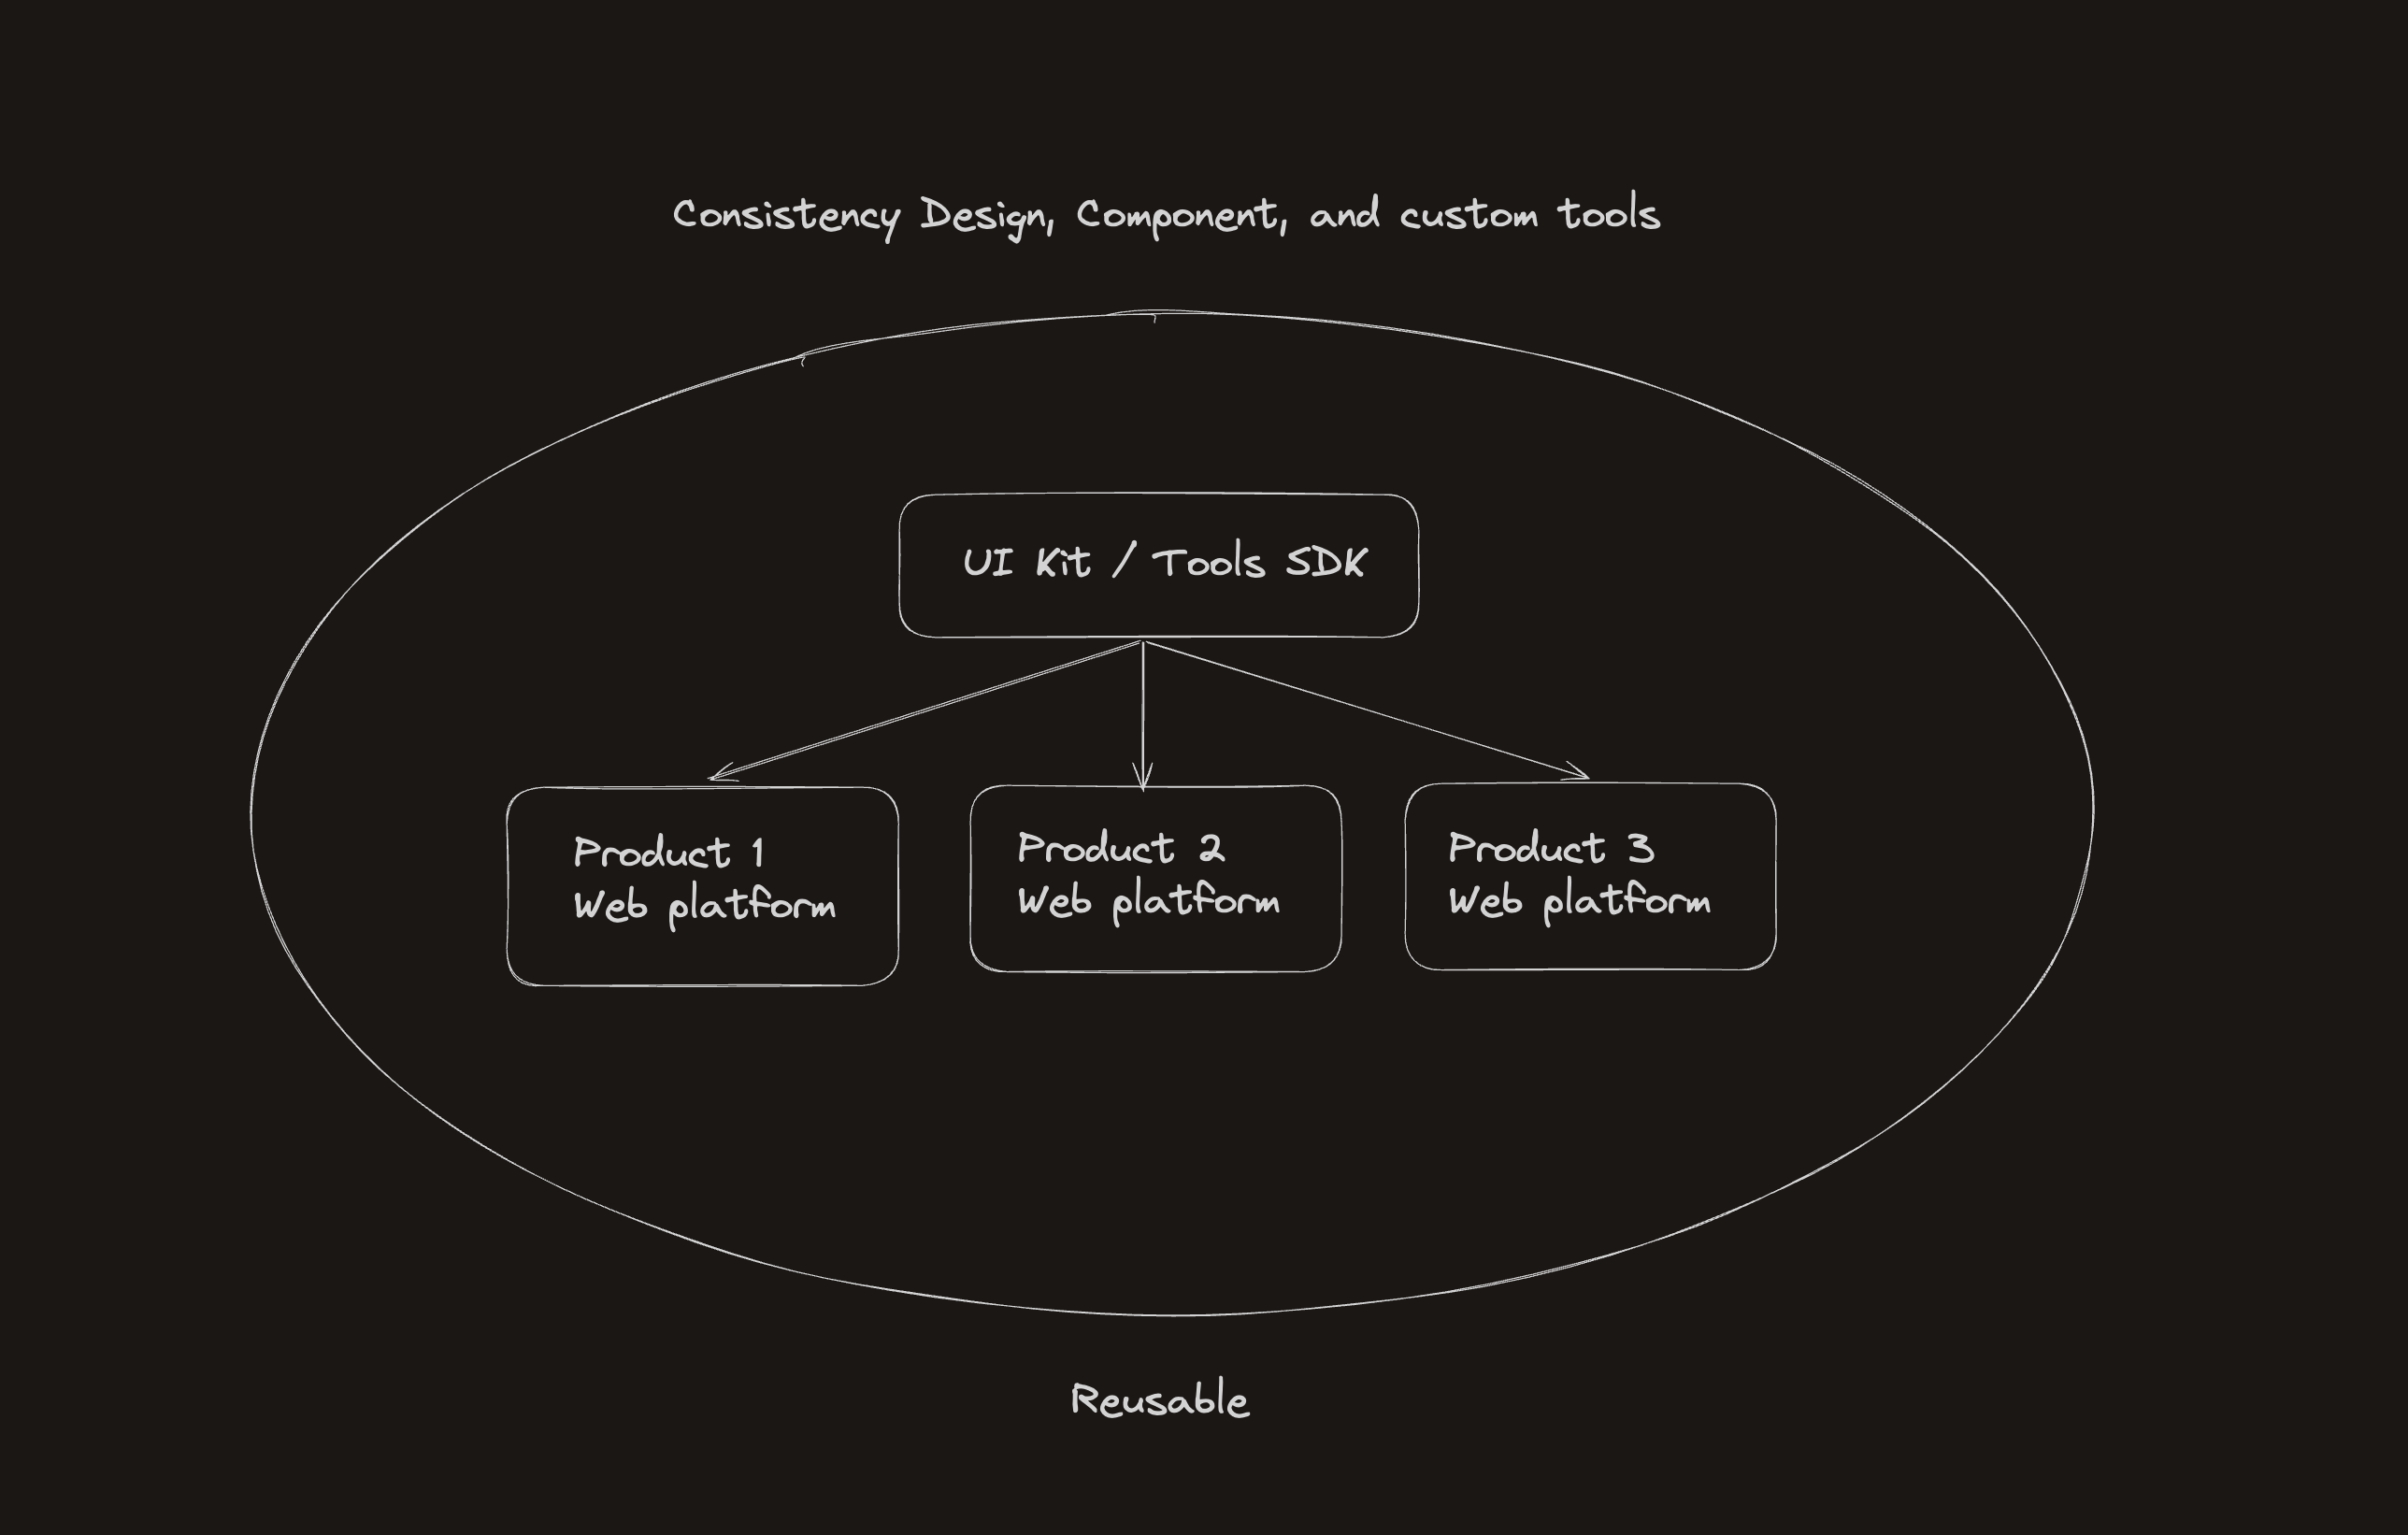 Consistency Design, Component, and custom tools
UI Kit / Tools SDK
Product 1
Web platform
Product 2
Web platform
Product 3
Web platform
Reusable